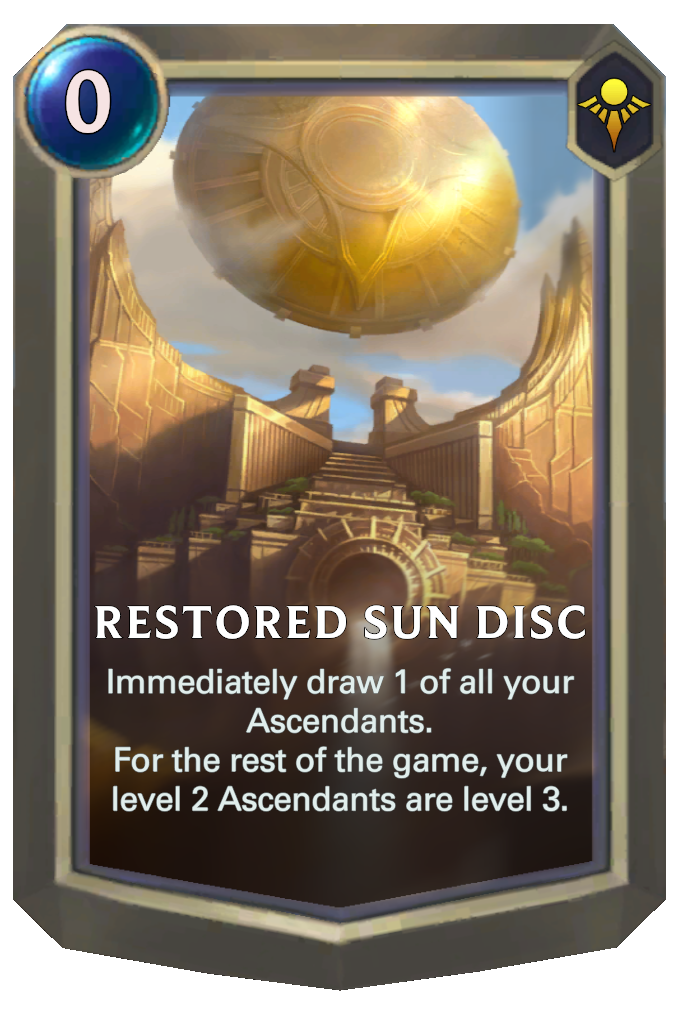 0
RESTORED SUN DISC
Immediately draw 1 of all your
Ascendants.
For the rest of the game, your
level 2 Ascendants are level 3.